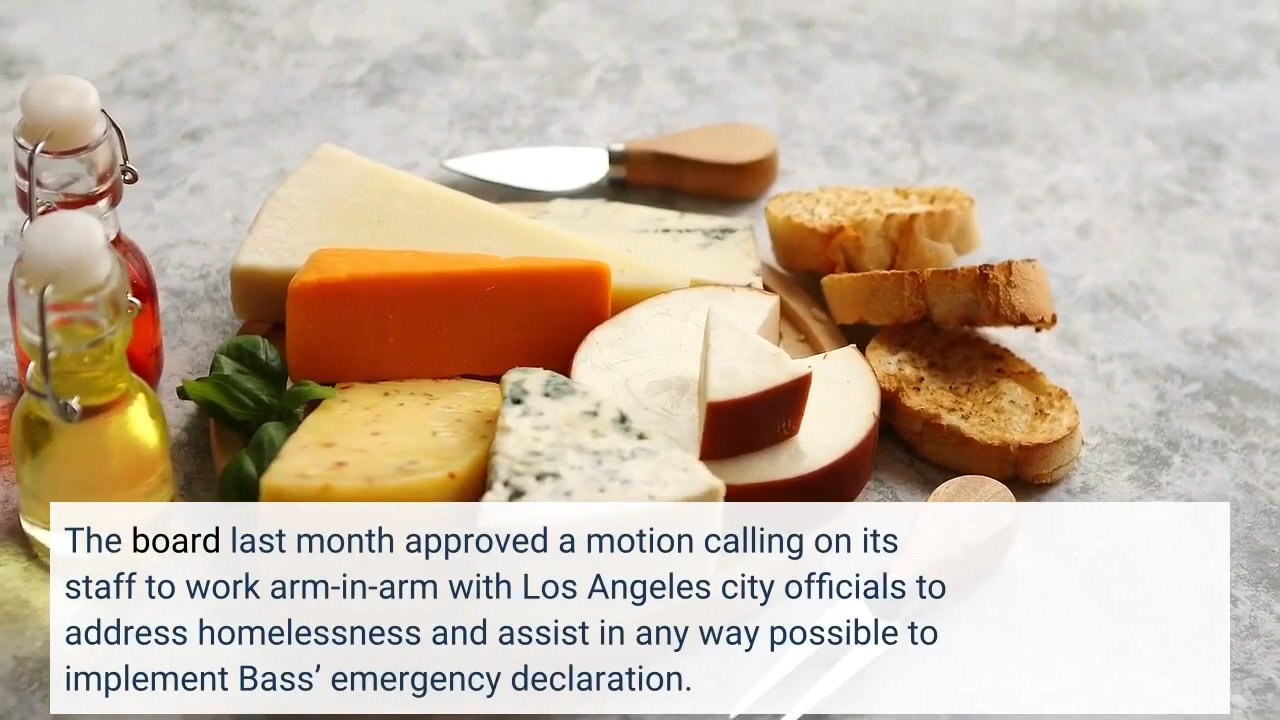 The board last month approved a motion calling on its
staff to work arm-in-arm with Los Angeles city officials to
address homelessness and assist in any way possible to
implement Bass’ emergency declaration.